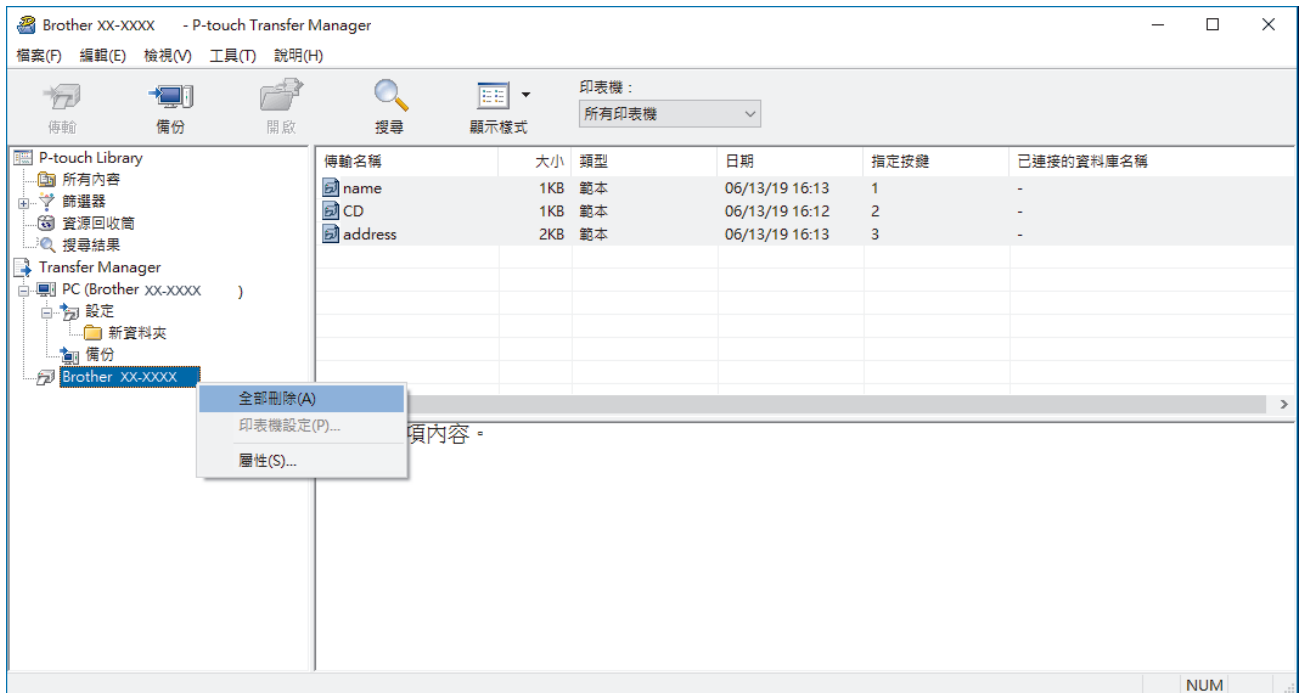 Brother XX-XXXX - P-touch Transfer Manager
檔案(F) 編輯(E) 檢視(V) 工具(T) 說明(H)
傳輸 備份 開啟 搜尋 顯示樣式
印表機：
所有印表機
P-touch Library
所有內容
篩選器
資源回收筒
搜尋結果
Transfer Manager
PC (Brother XX-XXXX )
設定
新資料夾
備份
Brother XX-XXXX
全部刪除(A)
印表機設定(P)...
屬性(S)...
傳輸名稱 大小 類型 日期 指定按鍵 已連接的資料庫名稱
name 1KB 範本 06/13/19 16:13 1 -
CD 1KB 範本 06/13/19 16:12 2 -
address 2KB 範本 06/13/19 16:13 3 -
項內容。
NUM